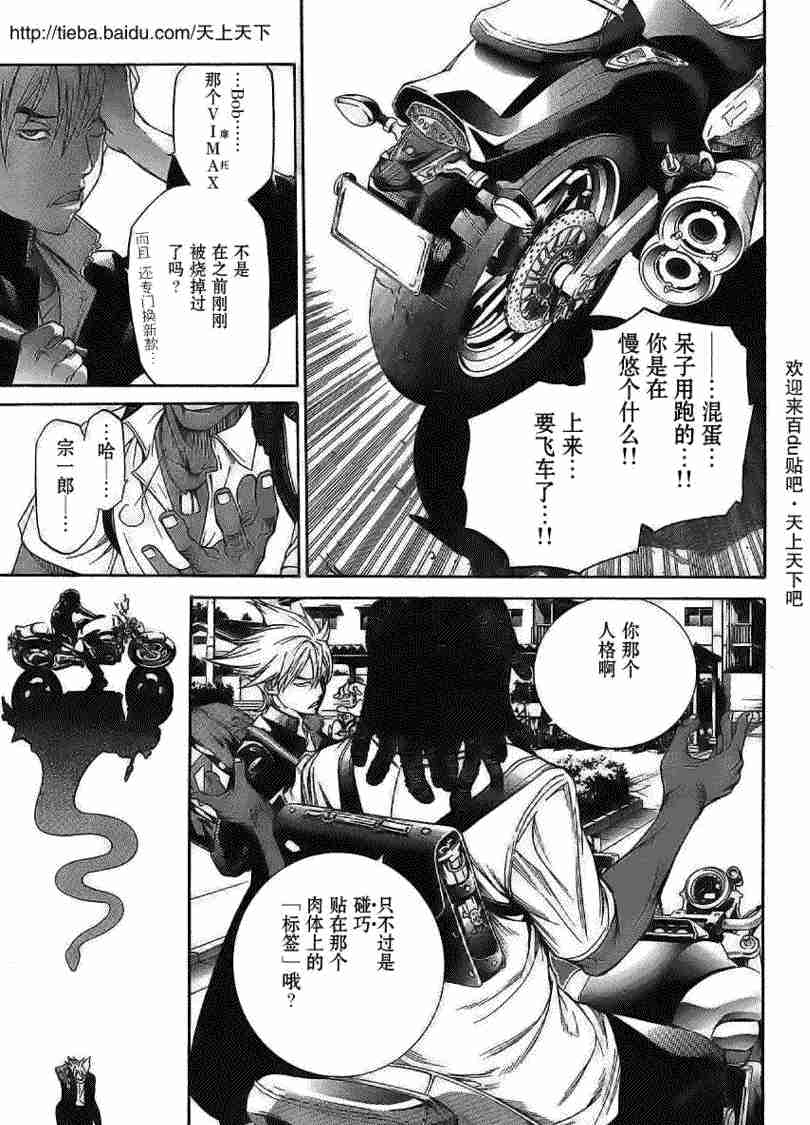 http://tieba.baidu.com/天上天下
——…混蛋…
呆子用跑的…!!
你是在
慢悠个什么!!
上来…
要飞车了…!!
…Bob……
那个VIMAX
摩托
不是
在之前刚刚
被烧掉过
了吗？
而且 还专门换新款…
…哈…
宗一郎——…
你那个
人格啊
只不过是
碰巧
贴在那个
肉体上的
「标签」哦？
欢迎来百du贴吧·天上天下吧